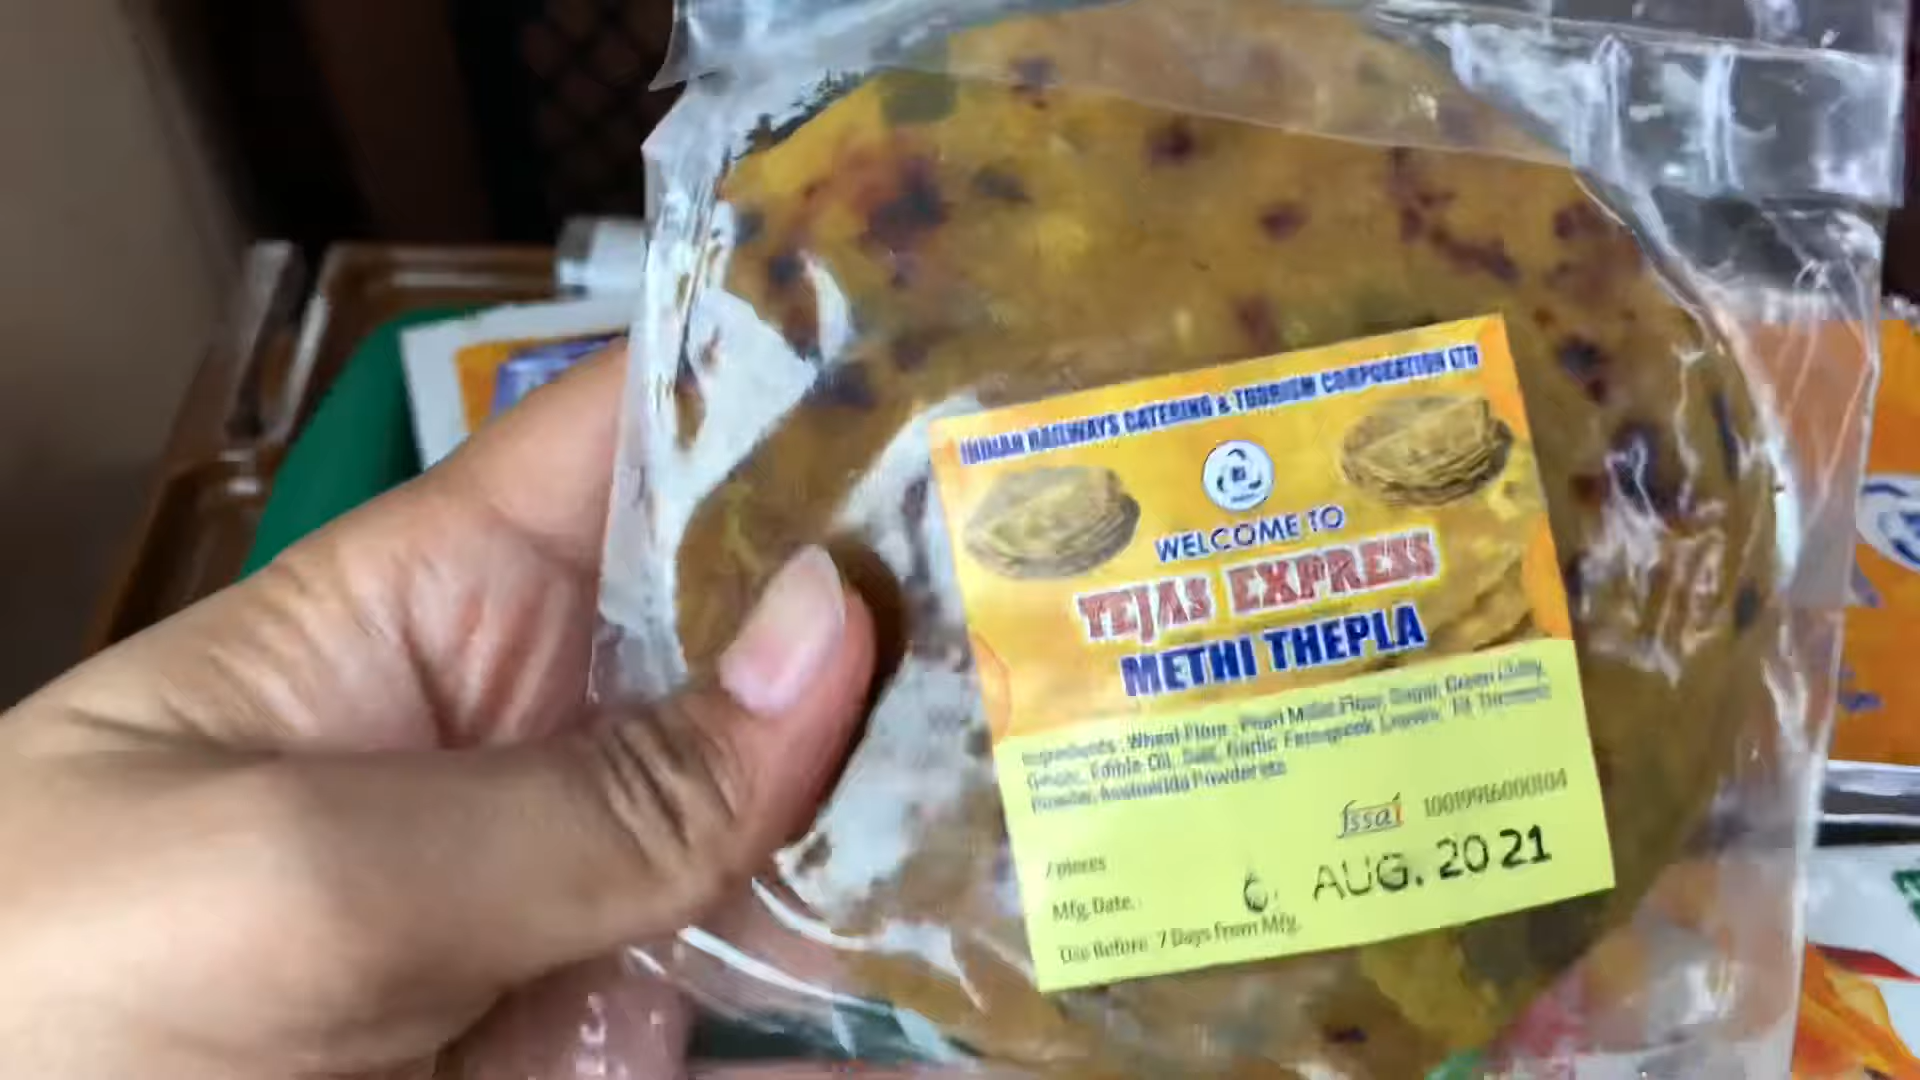 INDIAN RAILWAYS CATERING & TOURISM CORPORATION LTD
WELCOME TO
TEJAS EXPRESS
METHI THEPLA
Ingredients : Wheat Flour, Pearl Millet Flour, Sugar, Green Chilly,
Ginger, Edible Oil, Salt, Garlic Fenugreek Leaves, Turmeric
Powder, Asafoetida Powder etc
fssai 10019916000104
pieces
Mfg. Date. 6. AUG. 2021
Use Before 7 Days From Mfg.